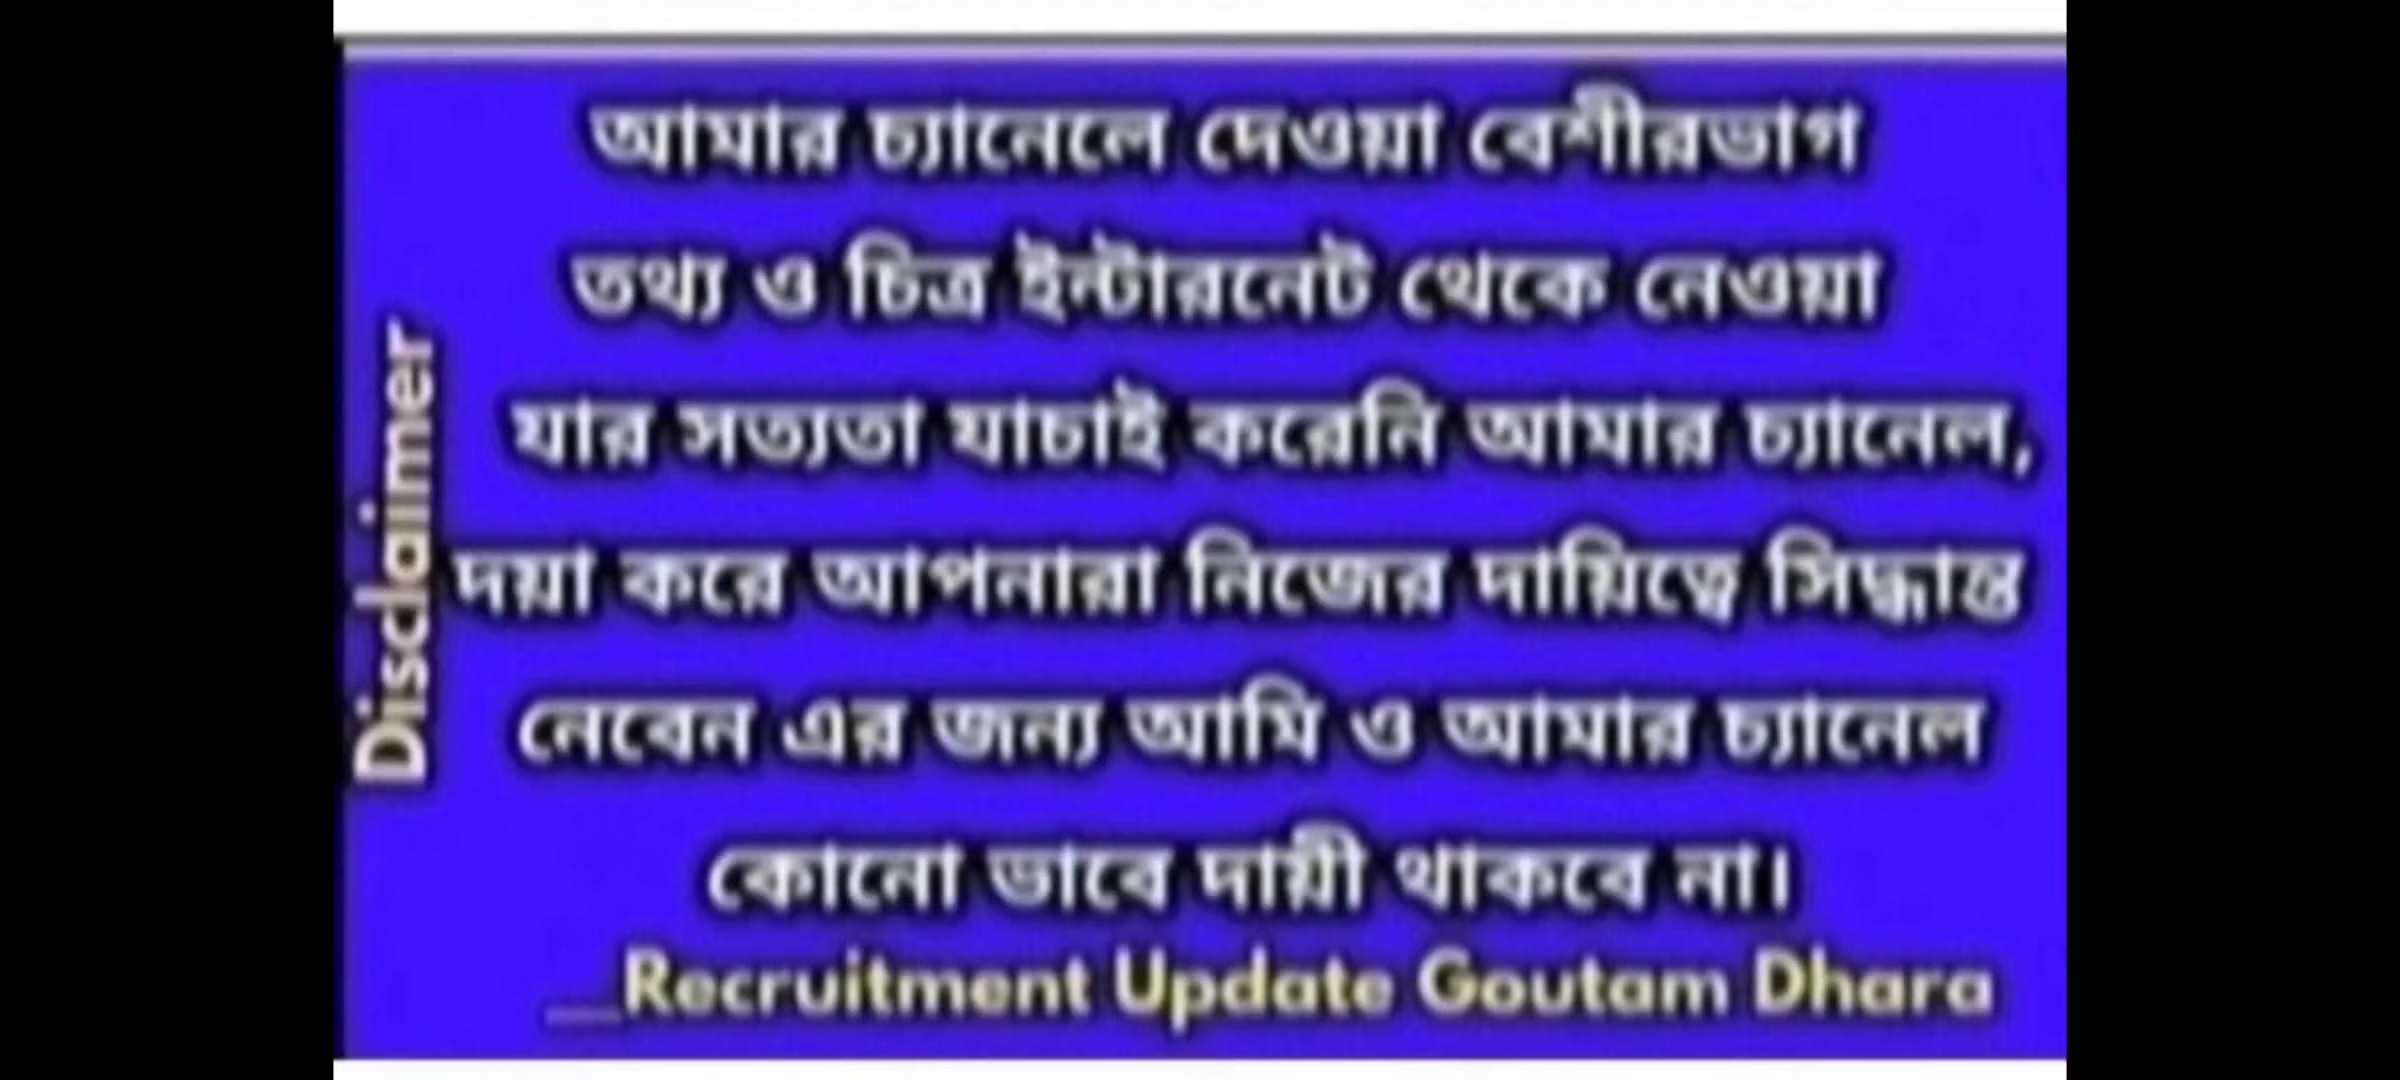 আমার চ্যানেলে দেওয়া বেশীরভাগ
তথ্য ও চিত্র ইন্টারনেট থেকে নেওয়া
যার সত্যতা যাচাই করেনি আমার চ্যানেল,
দয়া করে আপনারা নিজের দায়িত্বে সিদ্ধান্ত
নেবেন এর জন্য আমি ও আমার চ্যানেল
কোনো ভাবে দায়ী থাকবে না।
__Recruitment Update Goutam Dhara
Disclaimer